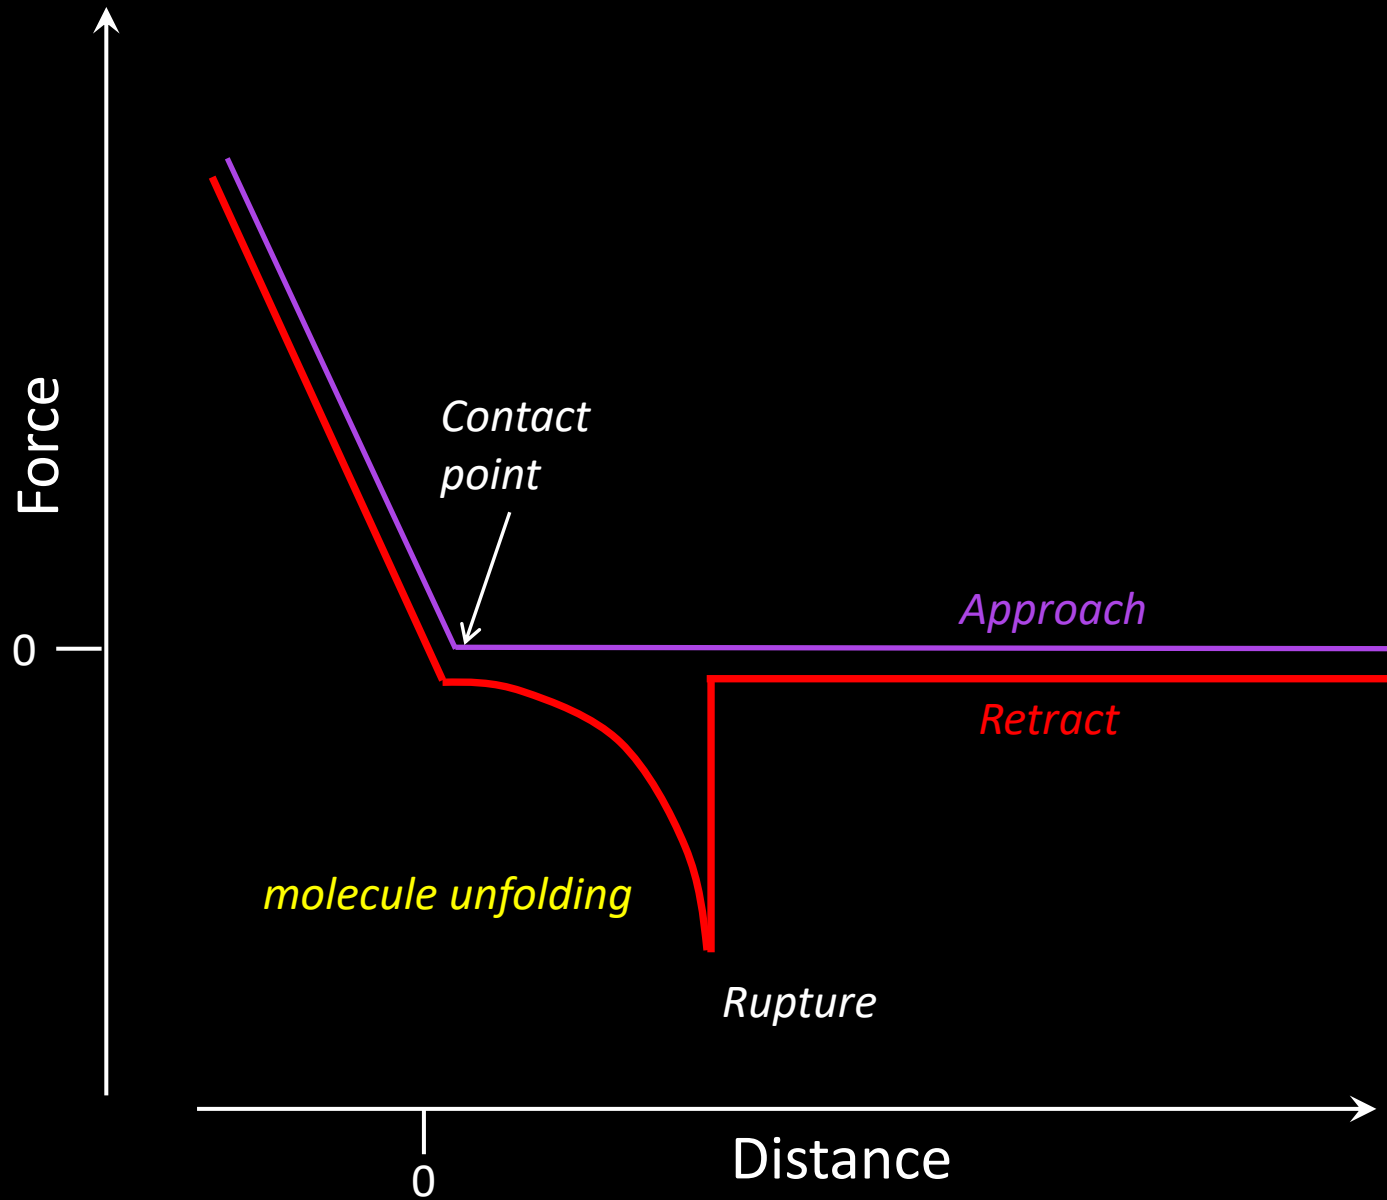 Force
Contact
point
Approach
0
Retract
molecule unfolding
Rupture
Distance
0